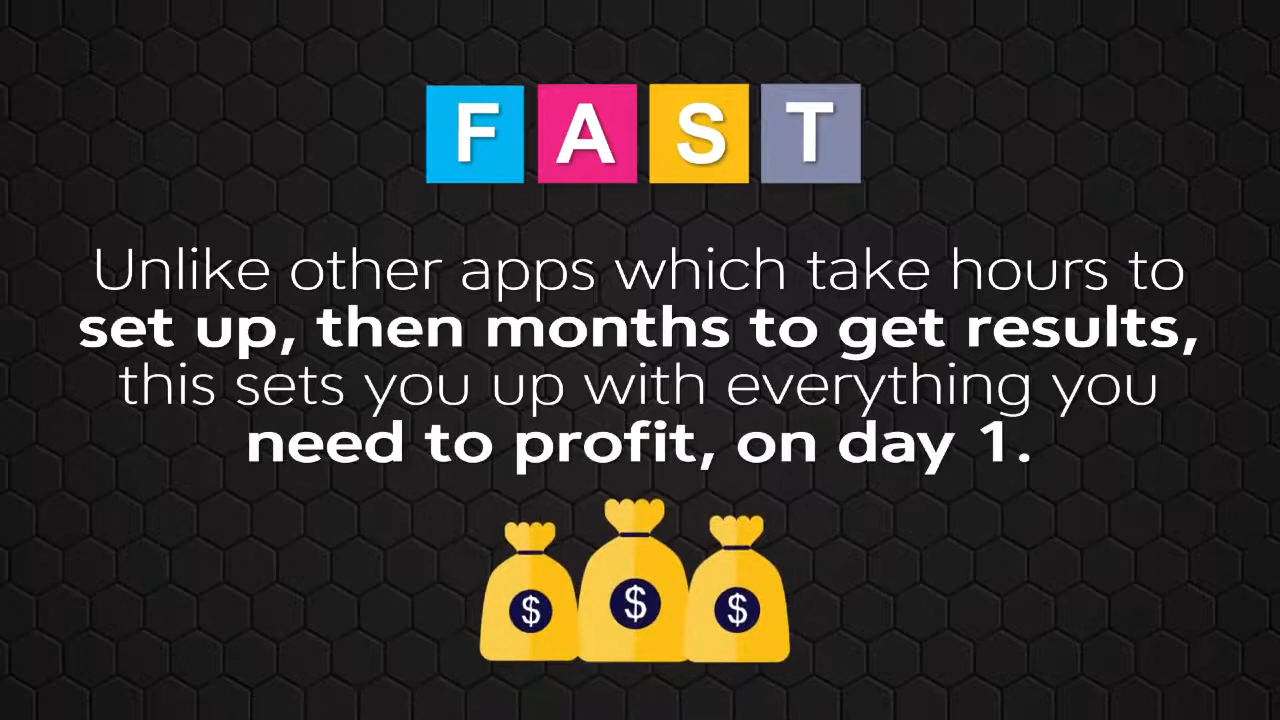 FAST
Unlike other apps which take hours to
set up, then months to get results,
this sets you up with everything you
need to profit, on day 1.
$ $ $